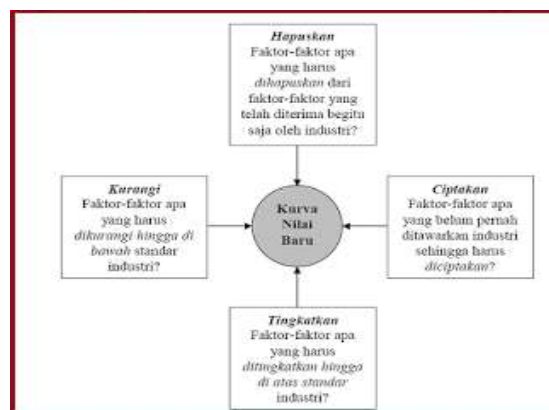 Hapuskan
Faktor-faktor apa
yang harus
dihapuskan dari
faktor-faktor yang
telah diterima begitu
saja oleh industri?
Kurangi
Faktor-faktor apa
yang harus
dikurangi hingga di
bawah standar
industri?
Kurva
Nilai
Baru
Ciptakan
Faktor-faktor apa
yang belum pernah
ditawarkan industri
sehingga harus
diciptakan?
Tingkatkan
Faktor-faktor apa
yang harus
ditingkatkan hingga
di atas standar
industri?